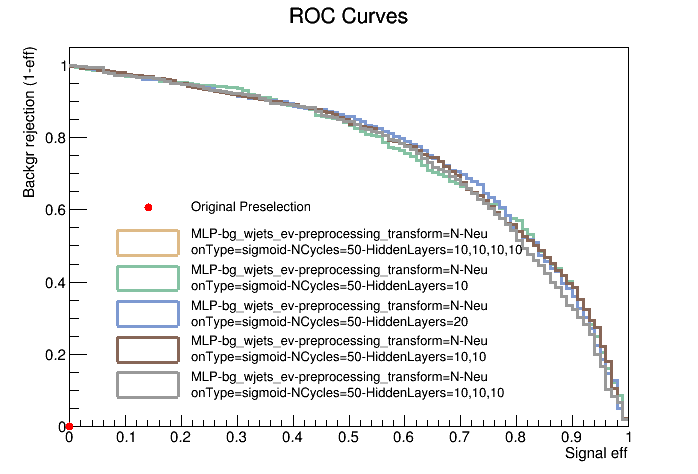 ROC Curves
Backgr rejection (1-eff)
1
0.8
0.6
0.4
0.2
0
Original Preselection
MLP-bg_wjets_ev-preprocessing_transform=N-Neu
onType=sigmoid-NCycles=50-HiddenLayers=10,10,10,10
MLP-bg_wjets_ev-preprocessing_transform=N-Neu
onType=sigmoid-NCycles=50-HiddenLayers=10
MLP-bg_wjets_ev-preprocessing_transform=N-Neu
onType=sigmoid-NCycles=50-HiddenLayers=20
MLP-bg_wjets_ev-preprocessing_transform=N-Neu
onType=sigmoid-NCycles=50-HiddenLayers=10,10
MLP-bg_wjets_ev-preprocessing_transform=N-Neu
onType=sigmoid-NCycles=50-HiddenLayers=10,10,10
0 0.1 0.2 0.3 0.4 0.5 0.6 0.7 0.8 0.9 1
Signal eff